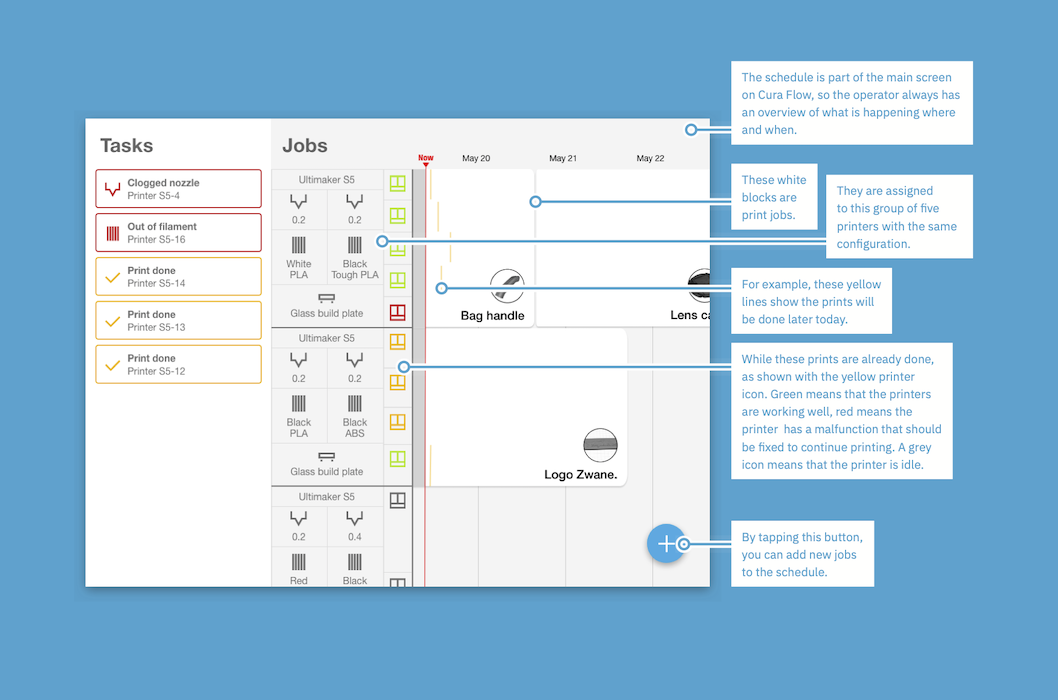 Tasks
Clogged nozzle
Printer S5-4
Out of filament
Printer S5-16
Print done
Printer S5-14
Print done
Printer S5-13
Print done
Printer S5-12
Jobs
Now
May 20
May 21
May 22
Ultimaker S5
0.2
0.2
White
PLA
Black
Tough PLA
Glass build plate
Bag handle
Lens ca
Ultimaker S5
0.2
0.2
Black
PLA
Black
ABS
Glass build plate
Logo Zwane.
Ultimaker S5
0.2
0.4
Red
Black
The schedule is part of the main screen
on Cura Flow, so the operator always has
an overview of what is happening where
and when.
These white
blocks are
print jobs.
They are assigned
to this group of five
printers with the same
configuration.
For example, these yellow
lines show the prints will
be done later today.
While these prints are already done,
as shown with the yellow printer
icon. Green means that the printers
are working well, red means the
printer has a malfunction that should
be fixed to continue printing. A grey
icon means that the printer is idle.
By tapping this button,
you can add new jobs
to the schedule.